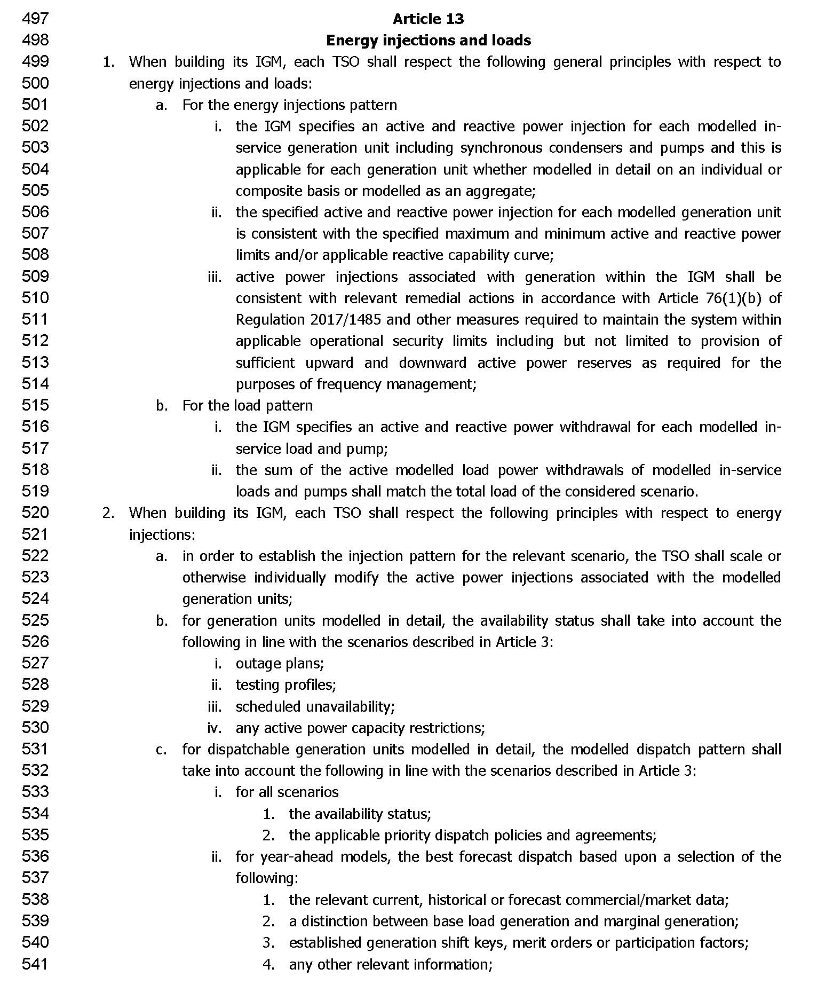 497 Article 13
498 Energy injections and loads
499 1. When building its IGM, each TSO shall respect the following general principles with respect to
500 energy injections and loads:
501 a. For the energy injections pattern
502 i. the IGM specifies an active and reactive power injection for each modelled in-
503 service generation unit including synchronous condensers and pumps and this is
504 applicable for each generation unit whether modelled in detail on an individual or
505 composite basis or modelled as an aggregate;
506 ii. the specified active and reactive power injection for each modelled generation unit
507 is consistent with the specified maximum and minimum active and reactive power
508 limits and/or applicable reactive capability curve;
509 iii. active power injections associated with generation within the IGM shall be
510 consistent with relevant remedial actions in accordance with Article 76(1)(b) of
511 Regulation 2017/1485 and other measures required to maintain the system within
512 applicable operational security limits including but not limited to provision of
513 sufficient upward and downward active power reserves as required for the
514 purposes of frequency management;
515 b. For the load pattern
516 i. the IGM specifies an active and reactive power withdrawal for each modelled in-
517 service load and pump;
518 ii. the sum of the active modelled load power withdrawals of modelled in-service
519 loads and pumps shall match the total load of the considered scenario.
520 2. When building its IGM, each TSO shall respect the following principles with respect to energy
521 injections:
522 a. in order to establish the injection pattern for the relevant scenario, the TSO shall scale or
523 otherwise individually modify the active power injections associated with the modelled
524 generation units;
525 b. for generation units modelled in detail, the availability status shall take into account the
526 following in line with the scenarios described in Article 3:
527 i. outage plans;
528 ii. testing profiles;
529 iii. scheduled unavailability;
530 iv. any active power capacity restrictions;
531 c. for dispatchable generation units modelled in detail, the modelled dispatch pattern shall
532 take into account the following in line with the scenarios described in Article 3:
533 i. for all scenarios
534 1. the availability status;
535 2. the applicable priority dispatch policies and agreements;
536 ii. for year-ahead models, the best forecast dispatch based upon a selection of the
537 following:
538 1. the relevant current, historical or forecast commercial/market data;
539 2. a distinction between base load generation and marginal generation;
540 3. established generation shift keys, merit orders or participation factors;
541 4. any other relevant information;